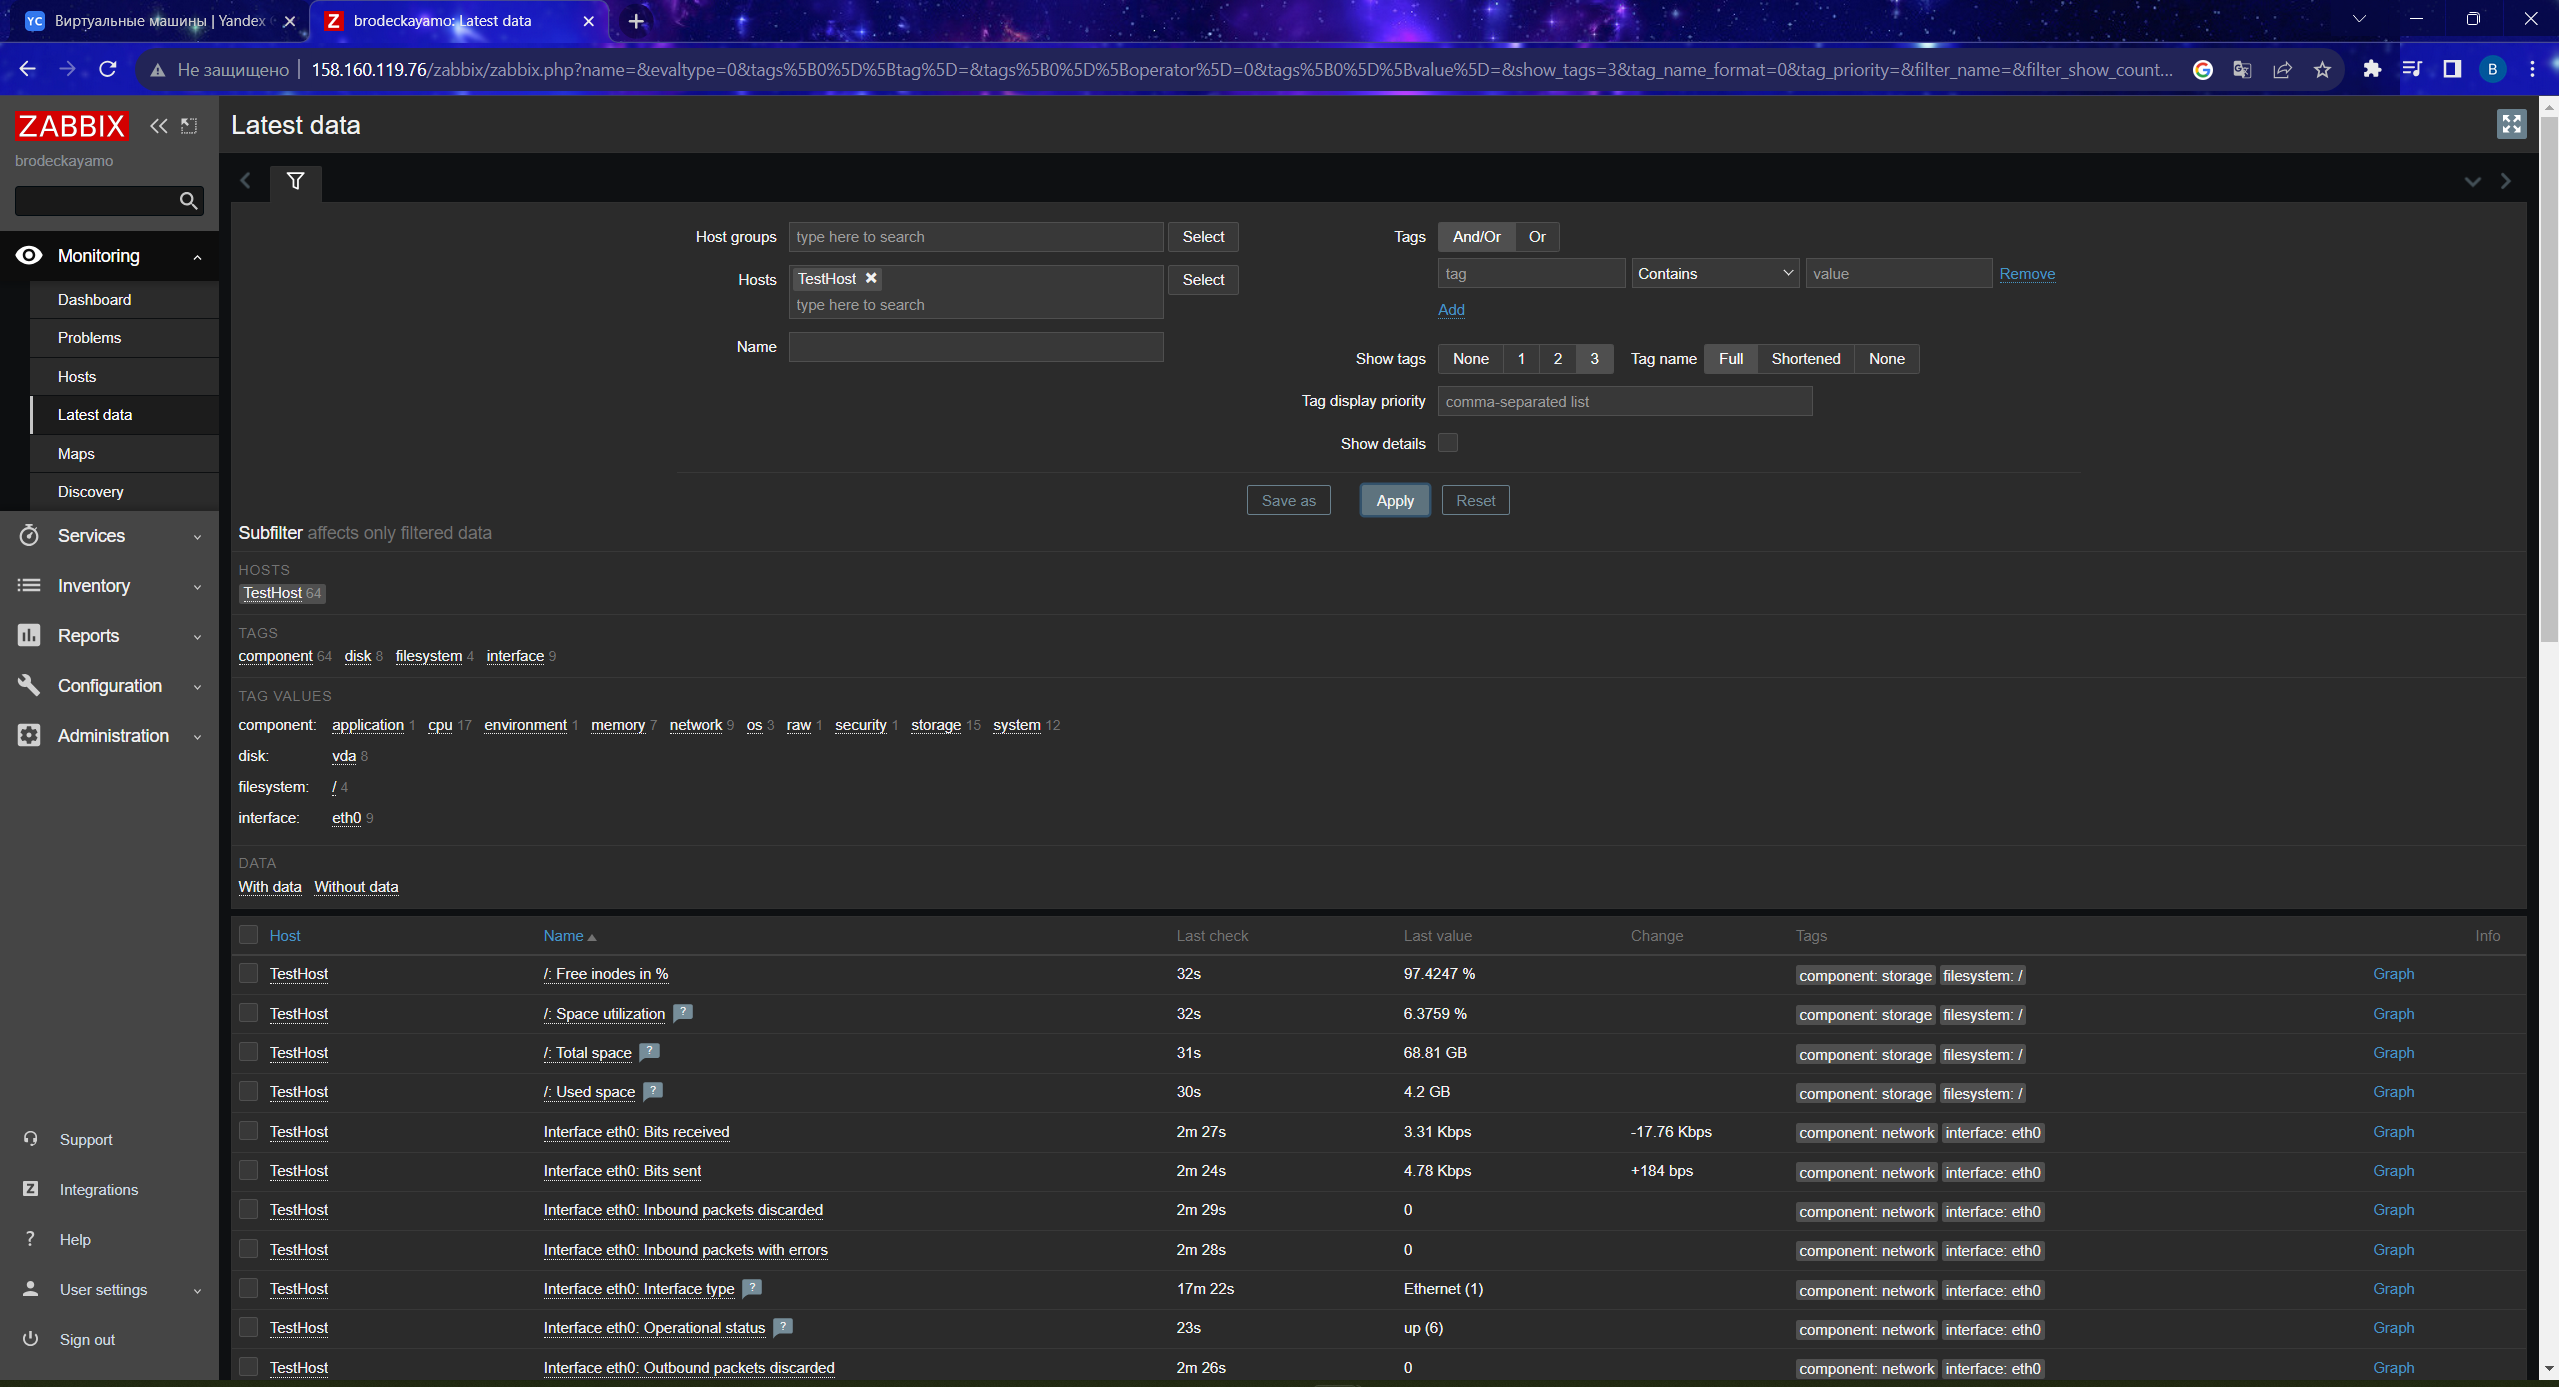 YC Виртуальные машины | Yandex
Z brodeckayamo: Latest data
Не защищено 158.160.119.76/zabbix/zabbix.php?name=&evaltype=0&tags%5B0%5D%5Btag%5D=&tags%5B0%5D%5Boperator%5D=0&tags%5B0%5D%5Bvalue%5D=&show_tags=3&tag_name_format=0&tag_priority=&filter_name=&filter_show_count... B
ZABBIX
brodeckayamo
Monitoring
Dashboard
Problems
Hosts
Latest data
Maps
Discovery
Services
Inventory
Reports
Configuration
Administration
Support
Z Integrations
? Help
User settings
Sign out
Latest data
Host groups type here to search Select
Hosts TestHost Select
type here to search
Name
Tags And/Or Or
tag Contains value Remove
Add
Show tags None 1 2 3 Tag name Full Shortened None
Tag display priority comma-separated list
Show details
Save as Apply Reset
Subfilter affects only filtered data
HOSTS
TestHost 64
TAGS
component 64 disk 8 filesystem 4 interface 9
TAG VALUES
component: application 1 cpu 17 environment 1 memory 7 network 9 os 3 raw 1 security 1 storage 15 system 12
disk: vda 8
filesystem: / 4
interface: eth0 9
DATA
With data Without data
Host Name Last check Last value Change Tags Info
TestHost /: Free inodes in % 32s 97.4247 % component: storage filesystem: / Graph
TestHost /: Space utilization ? 32s 6.3759 % component: storage filesystem: / Graph
TestHost /: Total space ? 31s 68.81 GB component: storage filesystem: / Graph
TestHost /: Used space ? 30s 4.2 GB component: storage filesystem: / Graph
TestHost Interface eth0: Bits received 2m 27s 3.31 Kbps -17.76 Kbps component: network interface: eth0 Graph
TestHost Interface eth0: Bits sent 2m 24s 4.78 Kbps +184 bps component: network interface: eth0 Graph
TestHost Interface eth0: Inbound packets discarded 2m 29s 0 component: network interface: eth0 Graph
TestHost Interface eth0: Inbound packets with errors 2m 28s 0 component: network interface: eth0 Graph
TestHost Interface eth0: Interface type ? 17m 22s Ethernet (1) component: network interface: eth0 Graph
TestHost Interface eth0: Operational status ? 23s up (6) component: network interface: eth0 Graph
TestHost Interface eth0: Outbound packets discarded 2m 26s 0 component: network interface: eth0 Graph